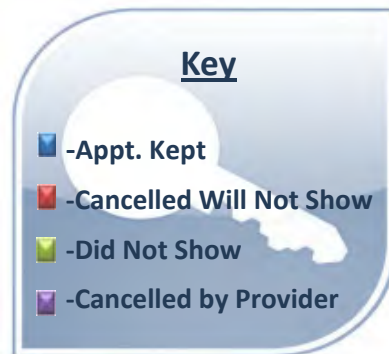 Key
-Appt. Kept
-Cancelled Will Not Show
-Did Not Show
-Cancelled by Provider